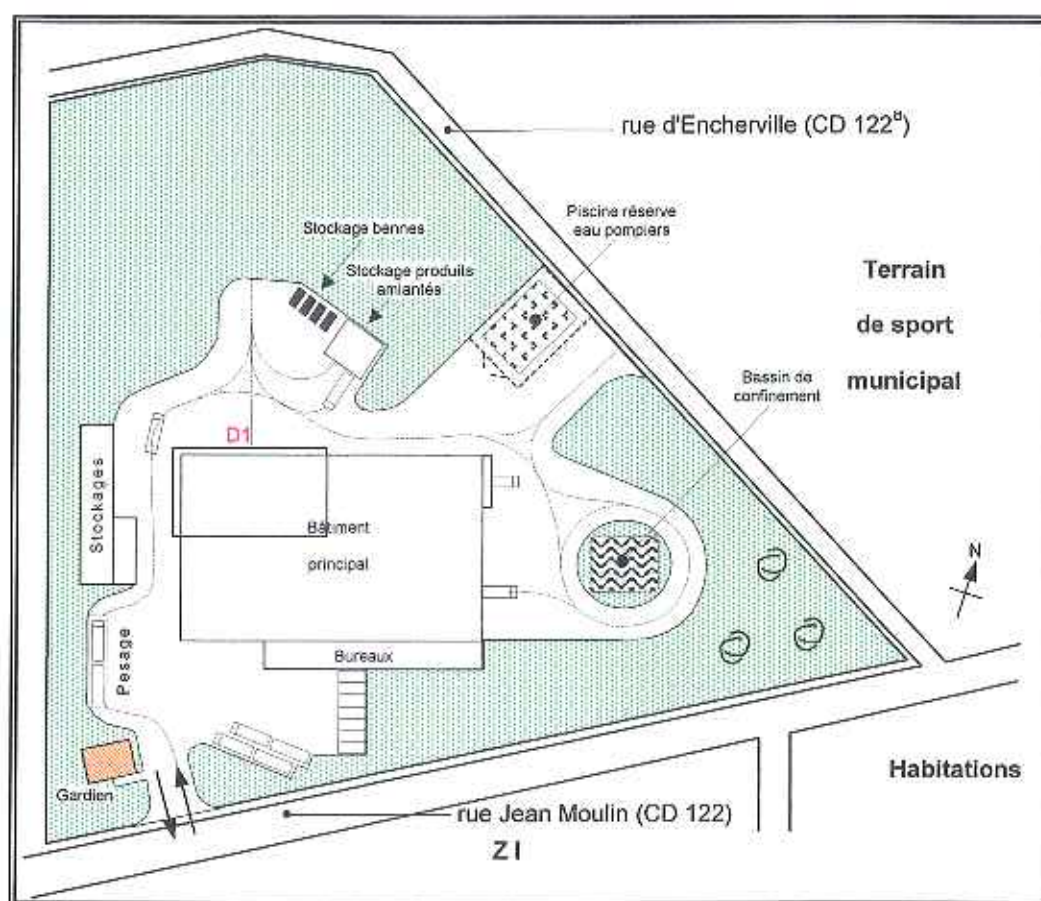 rue d'Encherville (CD 122ᵃ)
Piscine réserve
eau pompiers
Stockage bennes
Stockage produits
amiantés
Terrain
de sport
municipal
Bassin de
confinement
D1
Stockages
Bâtiment
principal
N
Pesage
Bureaux
Gardien
Habitations
rue Jean Moulin (CD 122)
Z I